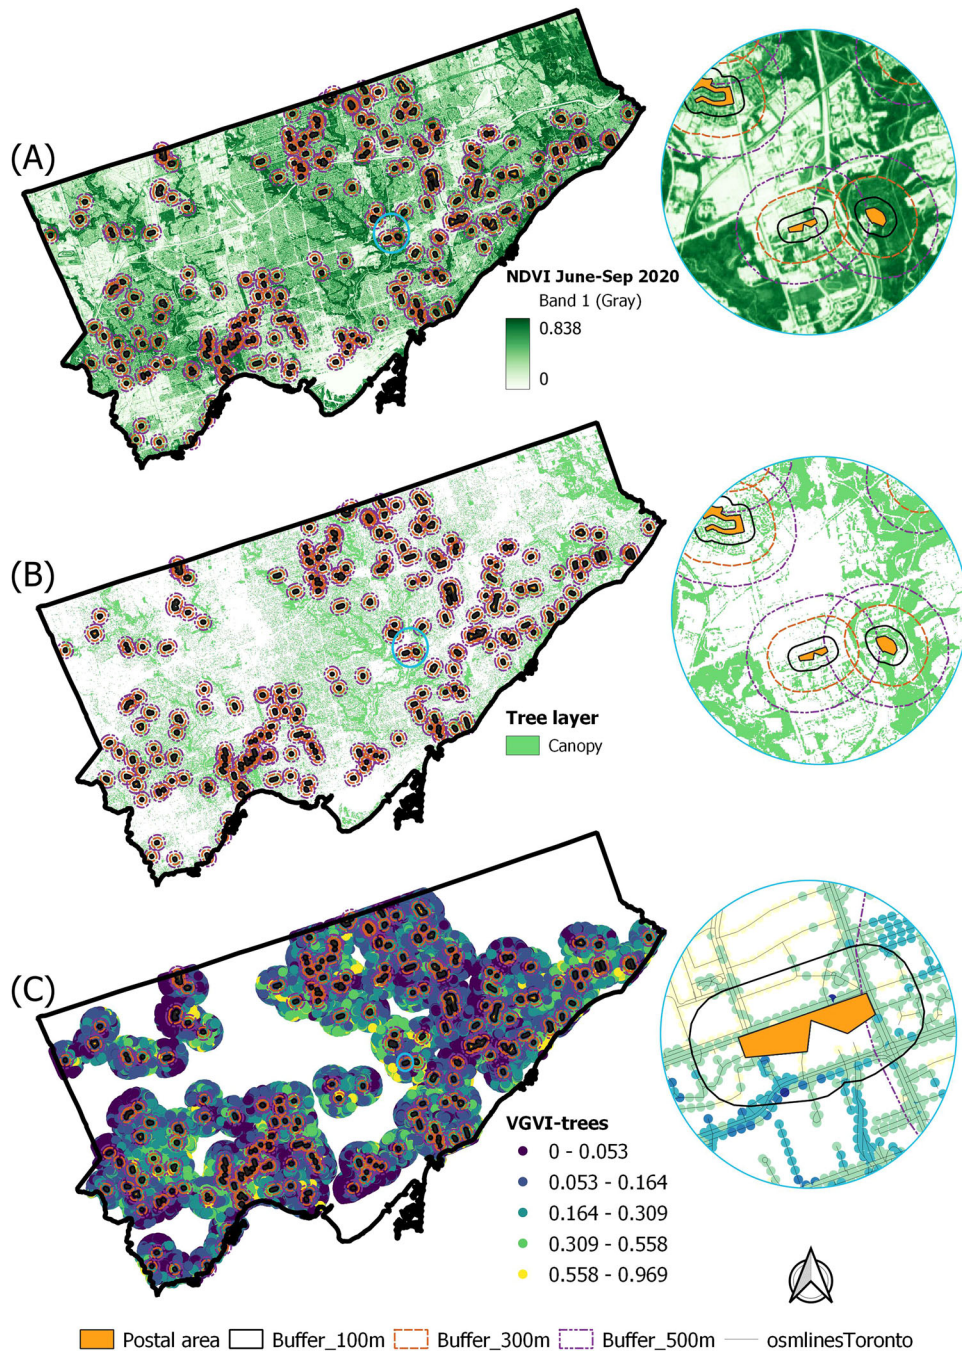 (A)
NDVI June-Sep 2020
Band 1 (Gray)
0.838
0
(B)
Tree layer
Canopy
(C)
VGVI-trees
0 - 0.053
0.053 - 0.164
0.164 - 0.309
0.309 - 0.558
0.558 - 0.969
Postal area Buffer_100m Buffer_300m Buffer_500m osmlinesToronto